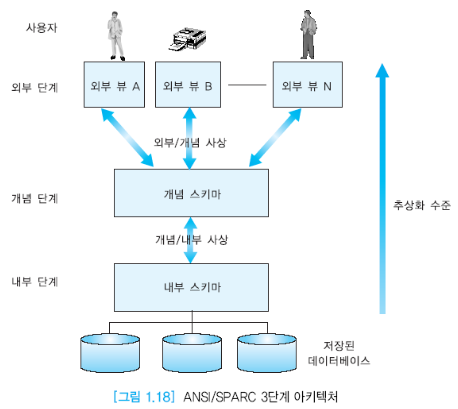 사용자
외부 단계
외부 뷰 A
외부 뷰 B
외부 뷰 N
외부/개념 사상
개념 단계
개념 스키마
추상화 수준
개념/내부 사상
내부 단계
내부 스키마
저장된
데이터베이스
[그림 1.18] ANSI/SPARC 3단계 아키텍처